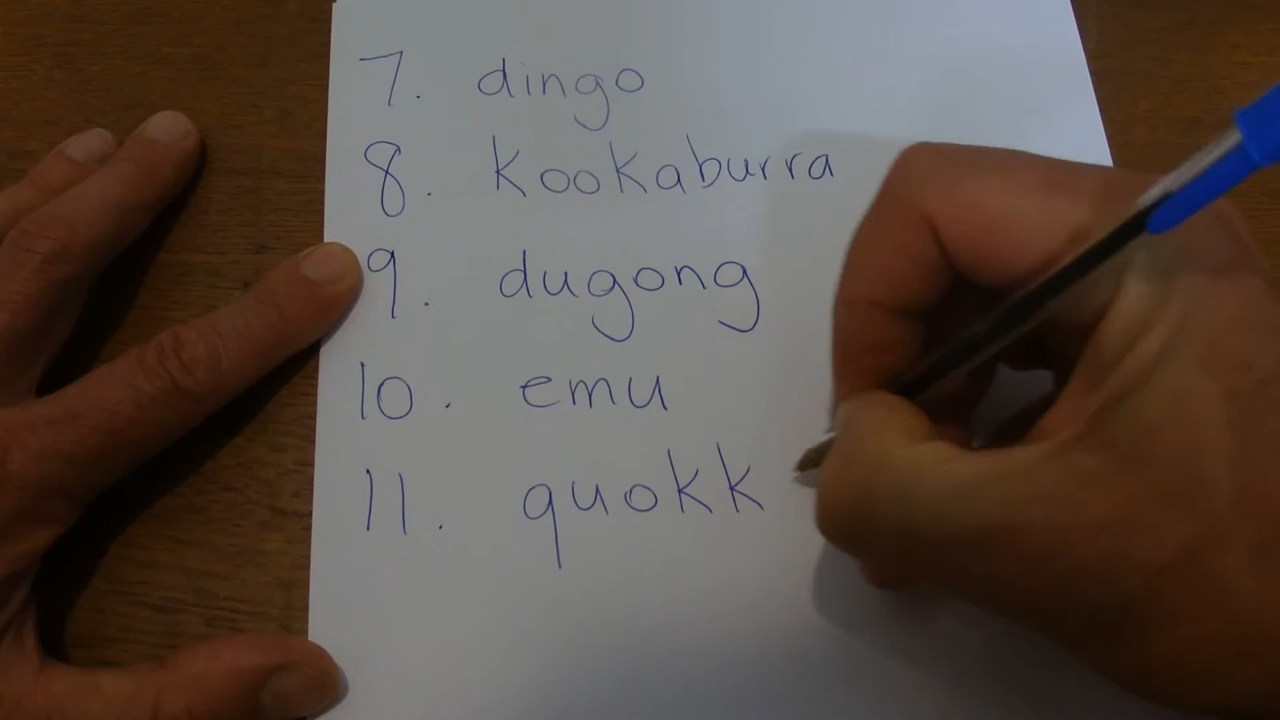 7. dingo
8. kookaburra
9. dugong
10. emu
11. quokk